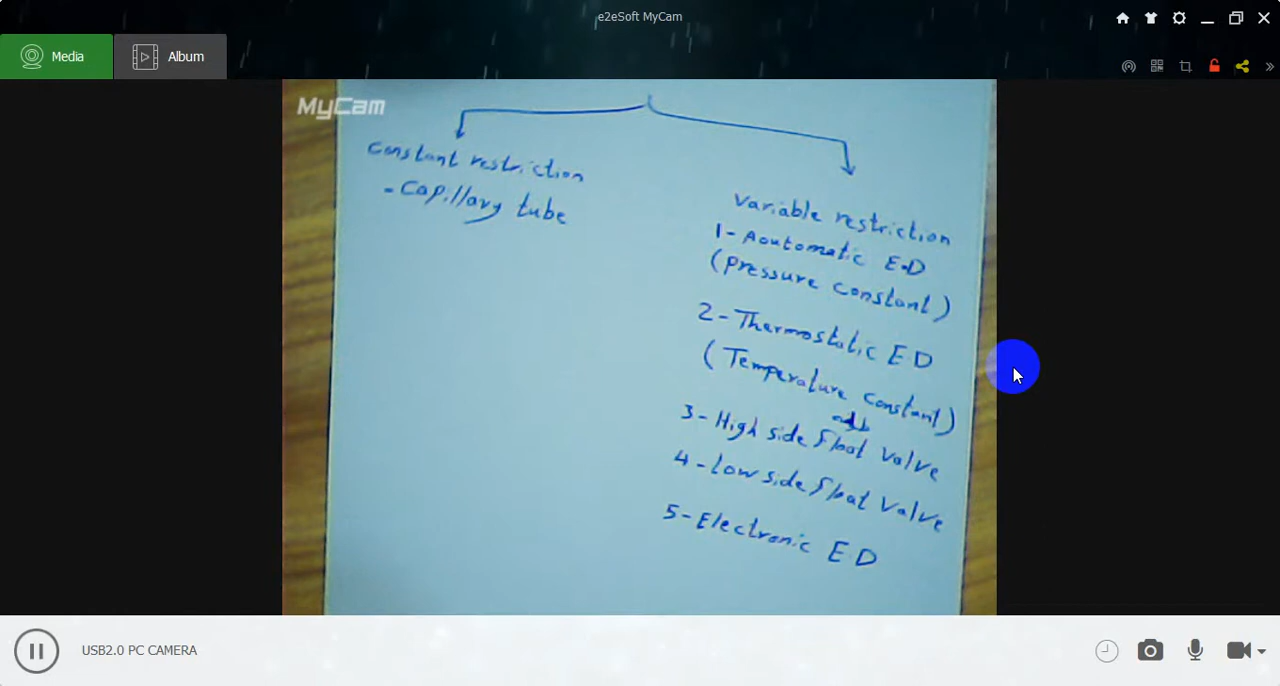 e2eSoft MyCam
Media
Album
MyCam
Constant restriction
- Capillary tube
Variable restriction
1- Aoutomatic E.D
(Pressure constant)
2- Thermostatic E D
(Temperature constant)
3- High side float valve
4- Low side float valve
5- Electronic E D
USB2.0 PC CAMERA